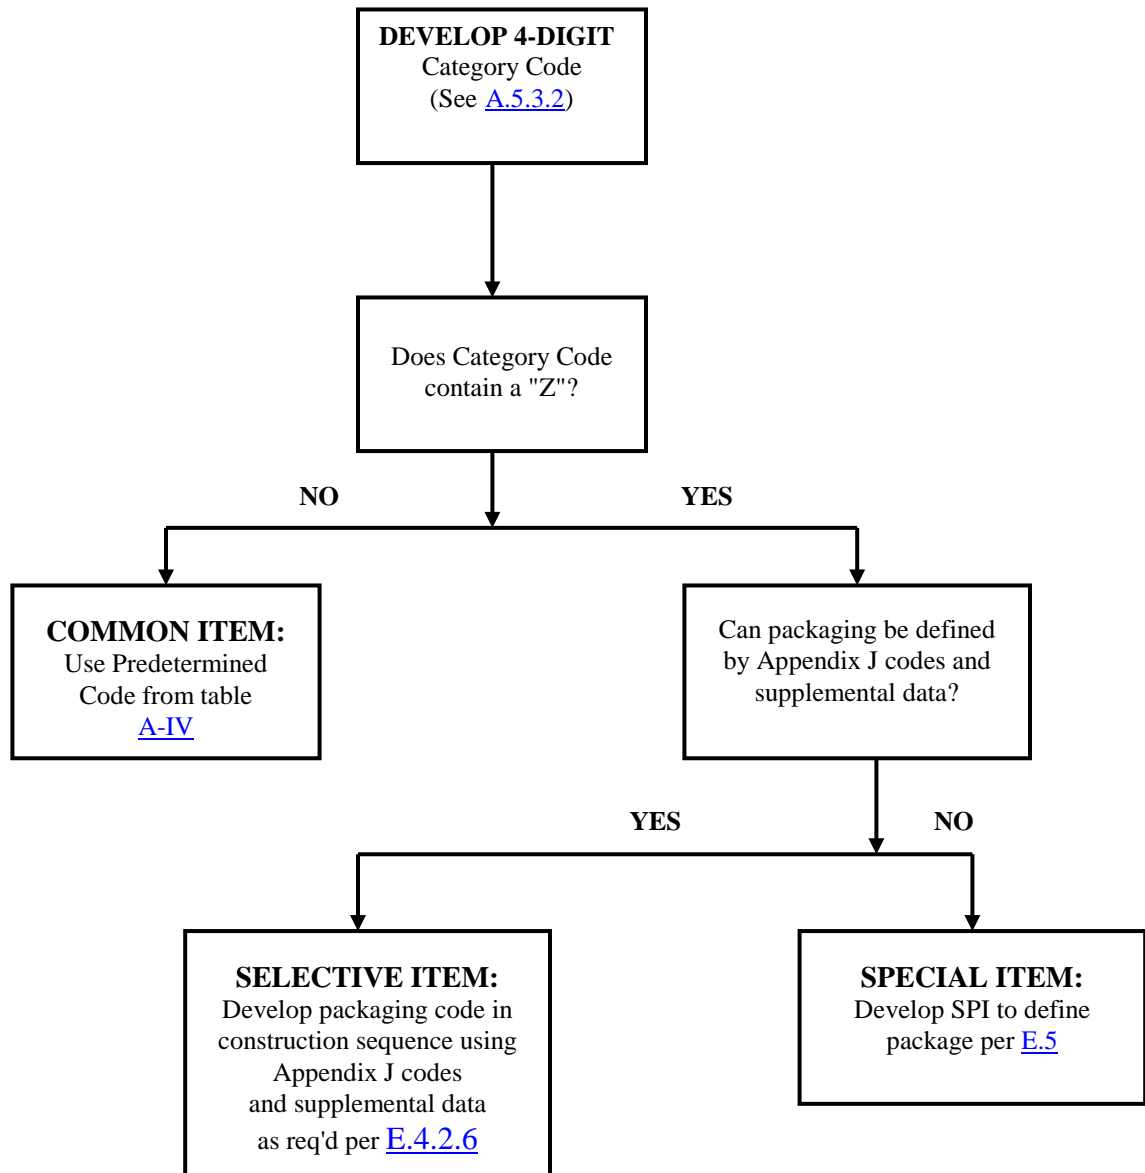 DEVELOP 4-DIGIT
Category Code
(See A.5.3.2)
Does Category Code
contain a "Z"?
NO
YES
COMMON ITEM:
Use Predetermined
Code from table
A-IV
Can packaging be defined
by Appendix J codes and
supplemental data?
YES
NO
SELECTIVE ITEM:
Develop packaging code in
construction sequence using
Appendix J codes
and supplemental data
as req'd per E.4.2.6
SPECIAL ITEM:
Develop SPI to define
package per E.5